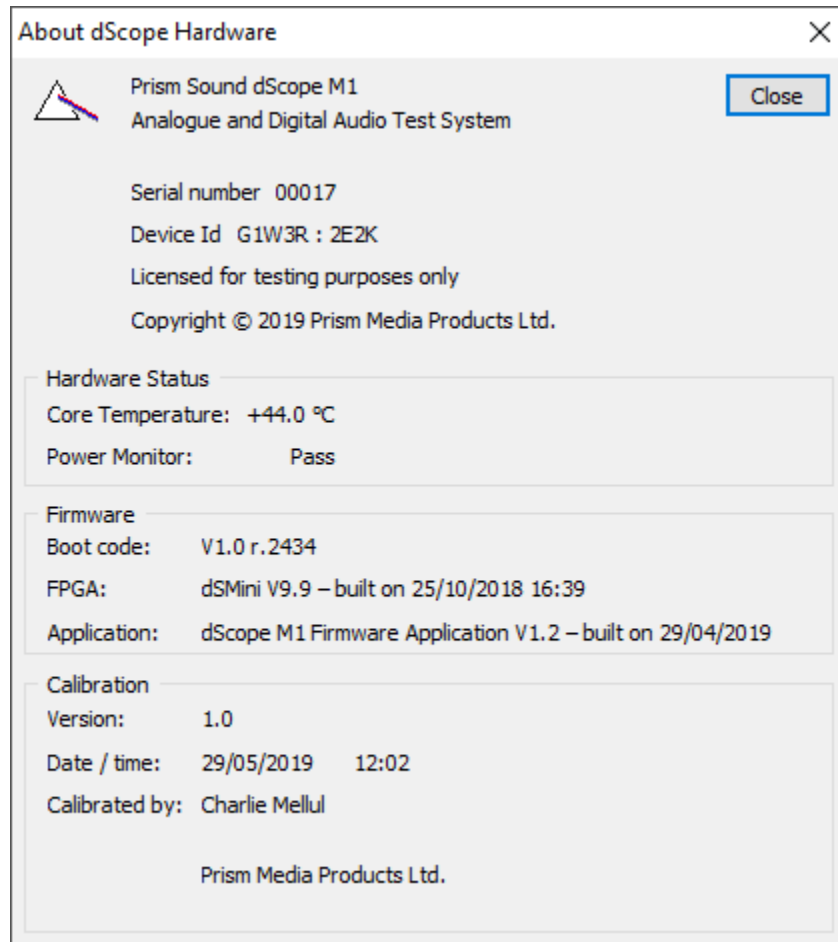 About dScope Hardware
Prism Sound dScope M1
Close
Analogue and Digital Audio Test System
Serial number 00017
Device Id G1W3R : 2E2K
Licensed for testing purposes only
Copyright © 2019 Prism Media Products Ltd.
Hardware Status
Core Temperature: +44.0 ºC
Power Monitor: Pass
Firmware
Boot code: V1.0 r.2434
FPGA: dSMini V9.9 – built on 25/10/2018 16:39
Application: dScope M1 Firmware Application V1.2 – built on 29/04/2019
Calibration
Version: 1.0
Date / time: 29/05/2019 12:02
Calibrated by: Charlie Mellul
Prism Media Products Ltd.